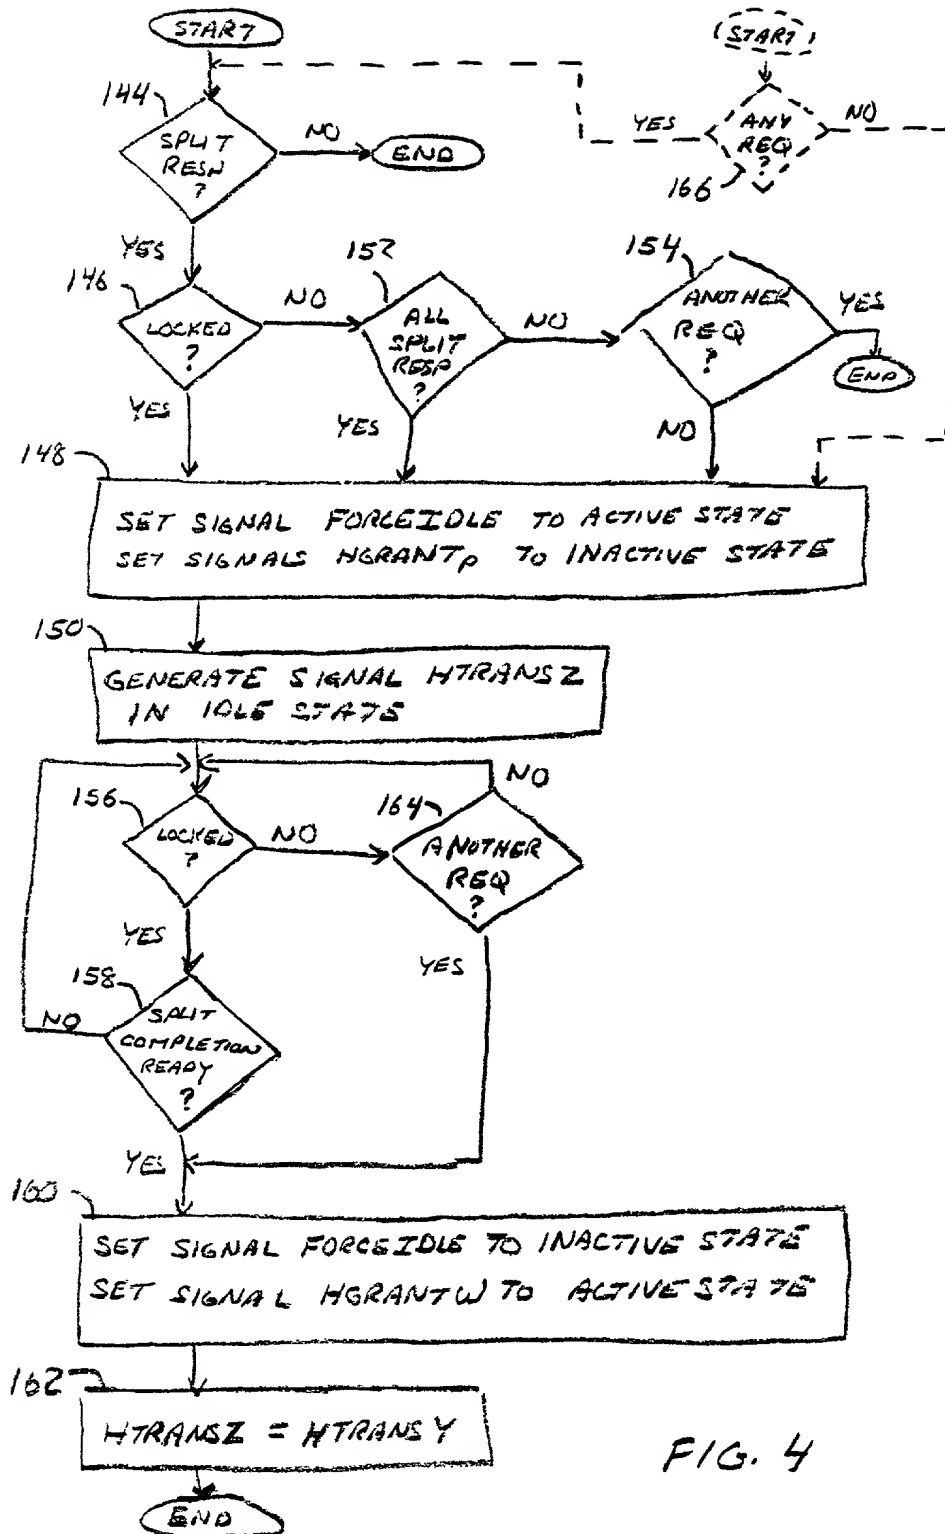 START
(START)
144
SPLIT
RESN
?
NO
END
YES
ANY
REQ
?
NO
166
YES
146
LOCKED
?
NO
152
ALL
SPLIT
RESP
?
NO
154
ANOTHER
REQ
?
YES
END
YES
YES
NO
148
SET SIGNAL FORCEIDLE TO ACTIVE STATE
SET SIGNALS HGRANTP TO INACTIVE STATE
150
GENERATE SIGNAL HTRANSZ
IN IDLE STATE
156
LOCKED
?
NO
164
ANOTHER
REQ
?
NO
YES
YES
158
SPLIT
COMPLETION
READY
?
NO
YES
160
SET SIGNAL FORCEIDLE TO INACTIVE STATE
SET SIGNAL HGRANTW TO ACTIVE STATE
162
HTRANSZ = HTRANSY
END
FIG. 4